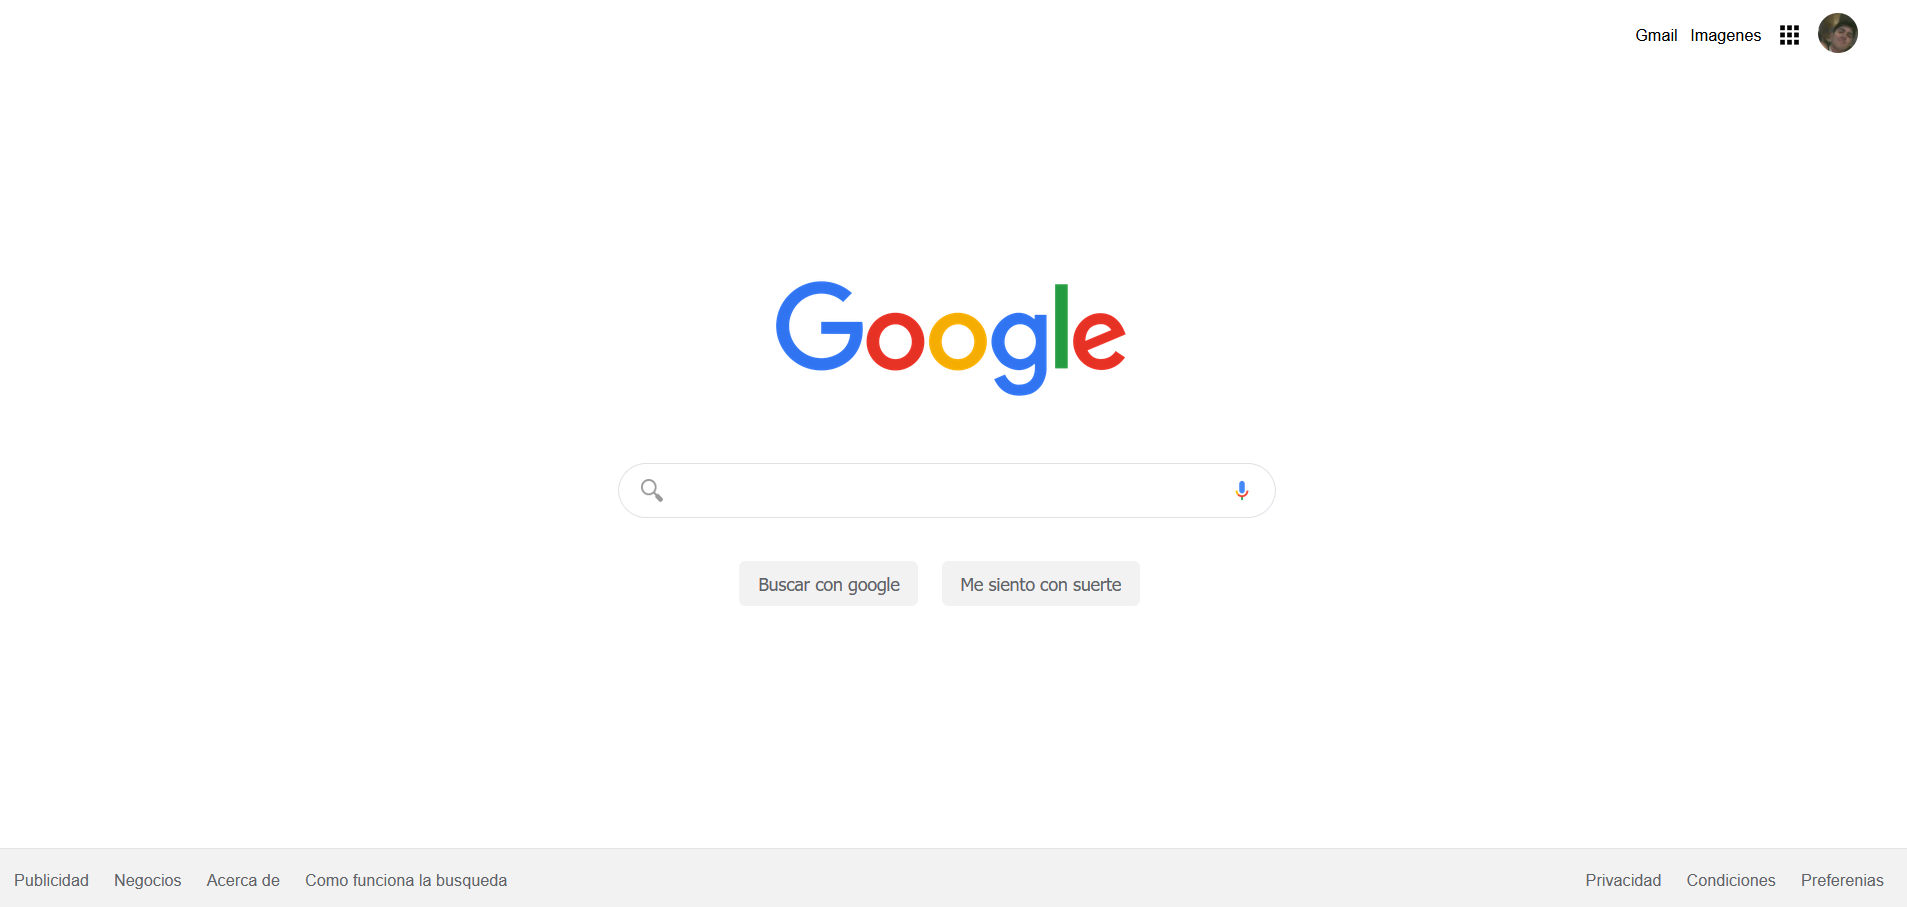 Gmail Imagenes
Google
Buscar con google Me siento con suerte
Publicidad Negocios Acerca de Como funciona la busqueda Privacidad Condiciones Preferenias